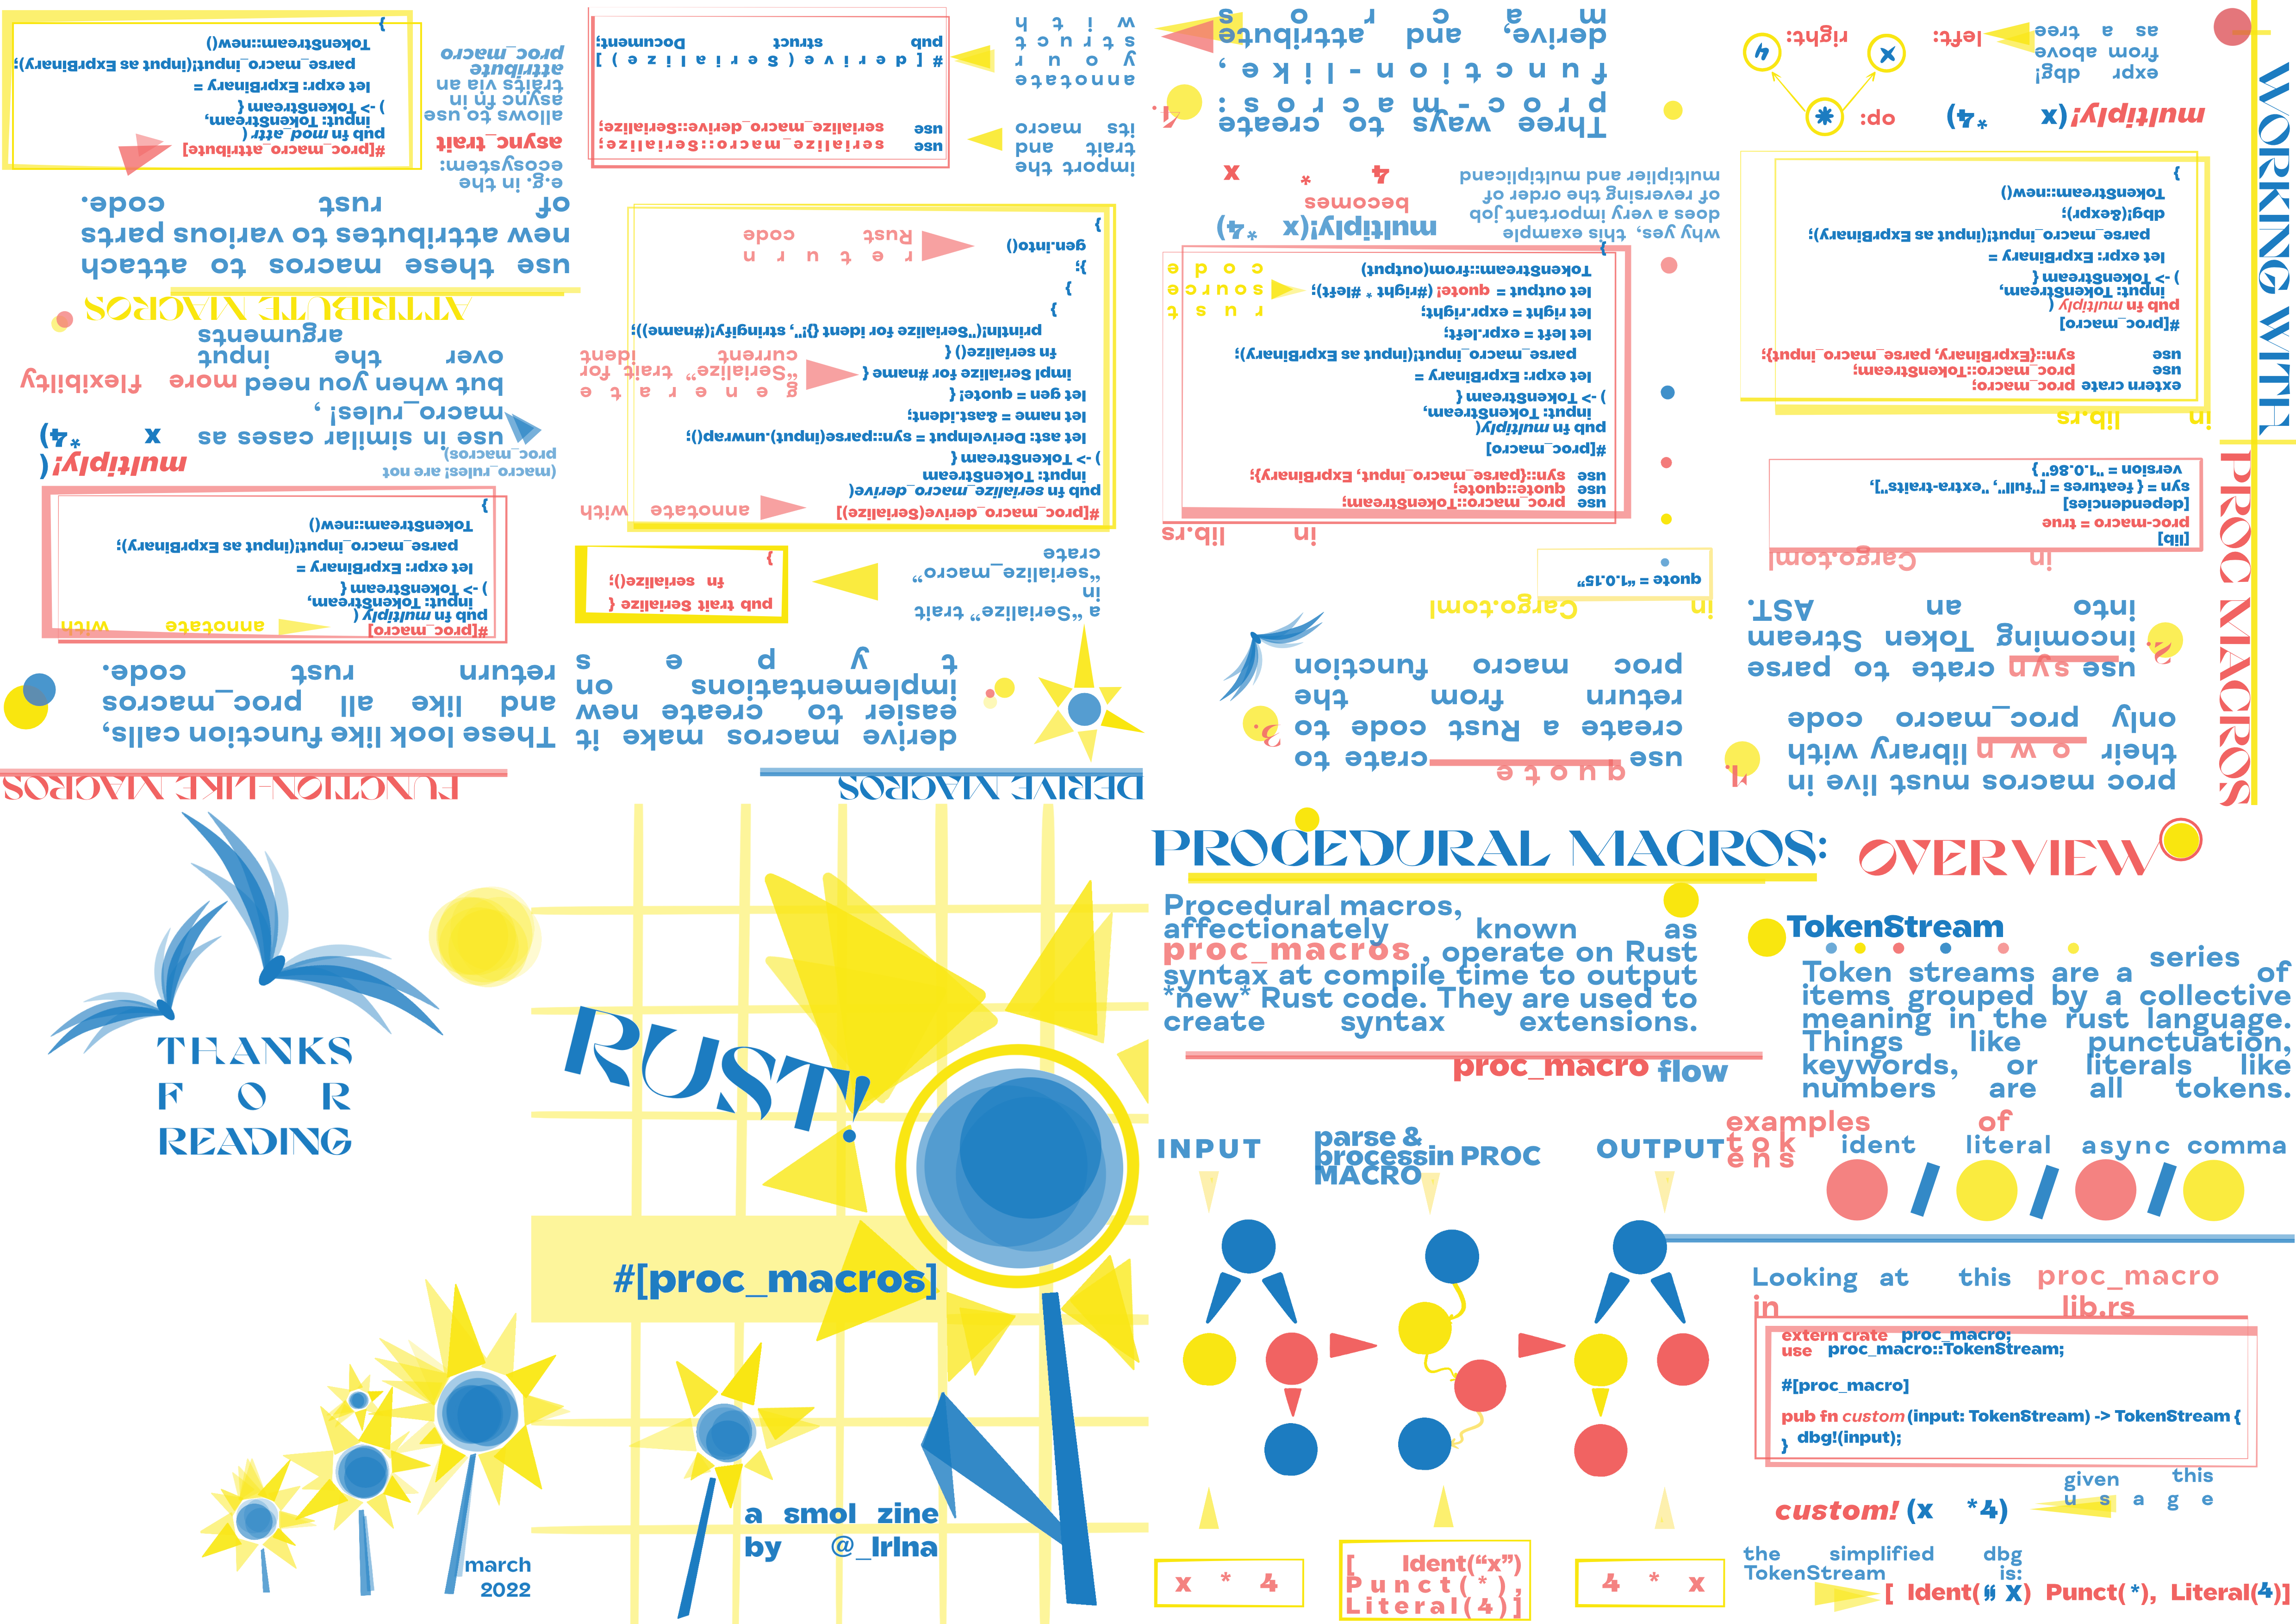 RUST!
#[proc_macros]
a smol zine
by @_lrlna
PROCEDURAL MACROS:
Procedural macros,
affectionately known as
proc_macros, operate on Rust
syntax at compile time to output
*new* Rust code. They are used to
create syntax extensions.
proc_macro flow
INPUT
parse &
processin PROC
MACRO
OUTPUT
x * 4
[ Ident(“x”)
Punct(*),
Literal(4)]
4 * x
OVERVIEW
TokenStream
Token streams are a series of
items grouped by a collective
meaning in the rust language.
Things like punctuation,
keywords, or literals like
numbers are all tokens.
examples of
tok
ens
ident literal async comma
Looking at this proc_macro
in lib.rs
extern crate proc_macro;
use proc_macro::TokenStream;
#[proc_macro]
pub fn custom(input: TokenStream) -> TokenStream {
dbg!(input);
}
custom! (x *4)
given this
usage
the simplified dbg
TokenStream is:
[ Ident(“ x) Punct(*), Literal(4)]
WORKING WITH
PROC MACROS
1.
proc macros must live in
their own library with
only proc_macro code
2.
use syn crate to parse
incoming Token Stream
into an AST.
in Cargo.toml
[lib]
proc-macro = true
[dependencies]
syn = { features = ["full", "extra-traits"],
version = "1.0.86" }
in lib.rs
extern crate proc_macro;
use proc_macro::TokenStream;
use syn::{ExprBinary, parse_macro_input};
#[proc_macro]
pub fn multiply (
input: TokenStream,
) -> TokenStream {
let expr: ExprBinary =
parse_macro_input!(input as ExprBinary);
dbg!(&expr);
TokenStream::new()
}
multiply!(x *4)
expr dbg!
from above
as a tree
op:
*
left:
x
right:
4
3.
use quote crate to
create a Rust code to
return from the
proc macro function
in Cargo.toml
quote = “1.0.15”
in lib.rs
use proc_macro::TokenStream;
use quote::quote;
use syn::{parse_macro_input, ExprBinary};
#[proc_macro]
pub fn multiply(
input: TokenStream,
) -> TokenStream {
let expr: ExprBinary =
parse_macro_input!(input as ExprBinary);
let left = expr.left;
let right = expr.right;
let output = quote! (#right * #left);
TokenStream::from(output)
}
rust
source
code
why yes, this example
does a very important job
of reversing the order of
multiplier and multiplicand
multiply!(x *4)
becomes
4 * x
4.
Three ways to create
proc-macros:
function-like,
derive, and attribute
macros
DERIVE MACROS
derive macros make it
easier to create new
implementations on
types
a “Serialize” trait
in
“serialize_macro”
crate
pub trait Serialize {
fn serialize();
}
annotate with
#[proc_macro_derive(Serialize)]
pub fn serialize_macro_derive(
input: TokenStream
) -> TokenStream {
let ast: DeriveInput = syn::parse(input).unwrap();
let name = &ast.ident;
let gen = quote! {
impl Serialize for #name {
fn serialize() {
println!("Serialize for ident {}!", stringify!(#name));
}
}
};
gen.into()
}
generate
“Serialize” trait for
current ident
return
Rust code
import the
trait and
its macro
use serialize_macro::Serialize;
use serialize_macro_derive::Serialize;
annotate
your
struct
with
#[derive(Serialize)]
pub struct Document;
FUNCTION-LIKE MACROS
These look like function calls,
and like all proc_macros
return rust code.
annotate with
#[proc_macro]
pub fn multiply (
input: TokenStream,
) -> TokenStream {
let expr: ExprBinary =
parse_macro_input!(input as ExprBinary);
TokenStream::new()
}
multiply!(
x *4)
(macro_rules! are not
proc_macros)
use in similar cases as
macro_rules! ,
but when you need more flexibility
over the input
arguments
ATTRIBUTE MACROS
use these macros to attach
new attributes to various parts
of rust code.
e.g. in the
ecosystem:
async_trait
allows to use
async fn in
traits via an
attribute
proc_macro
#[proc_macro_attribute]
pub fn mod_attr (
input: TokenStream,
) -> TokenStream {
let expr: ExprBinary =
parse_macro_input!(input as ExprBinary);
TokenStream::new()
}
THANKS
FOR
READING
march
2022